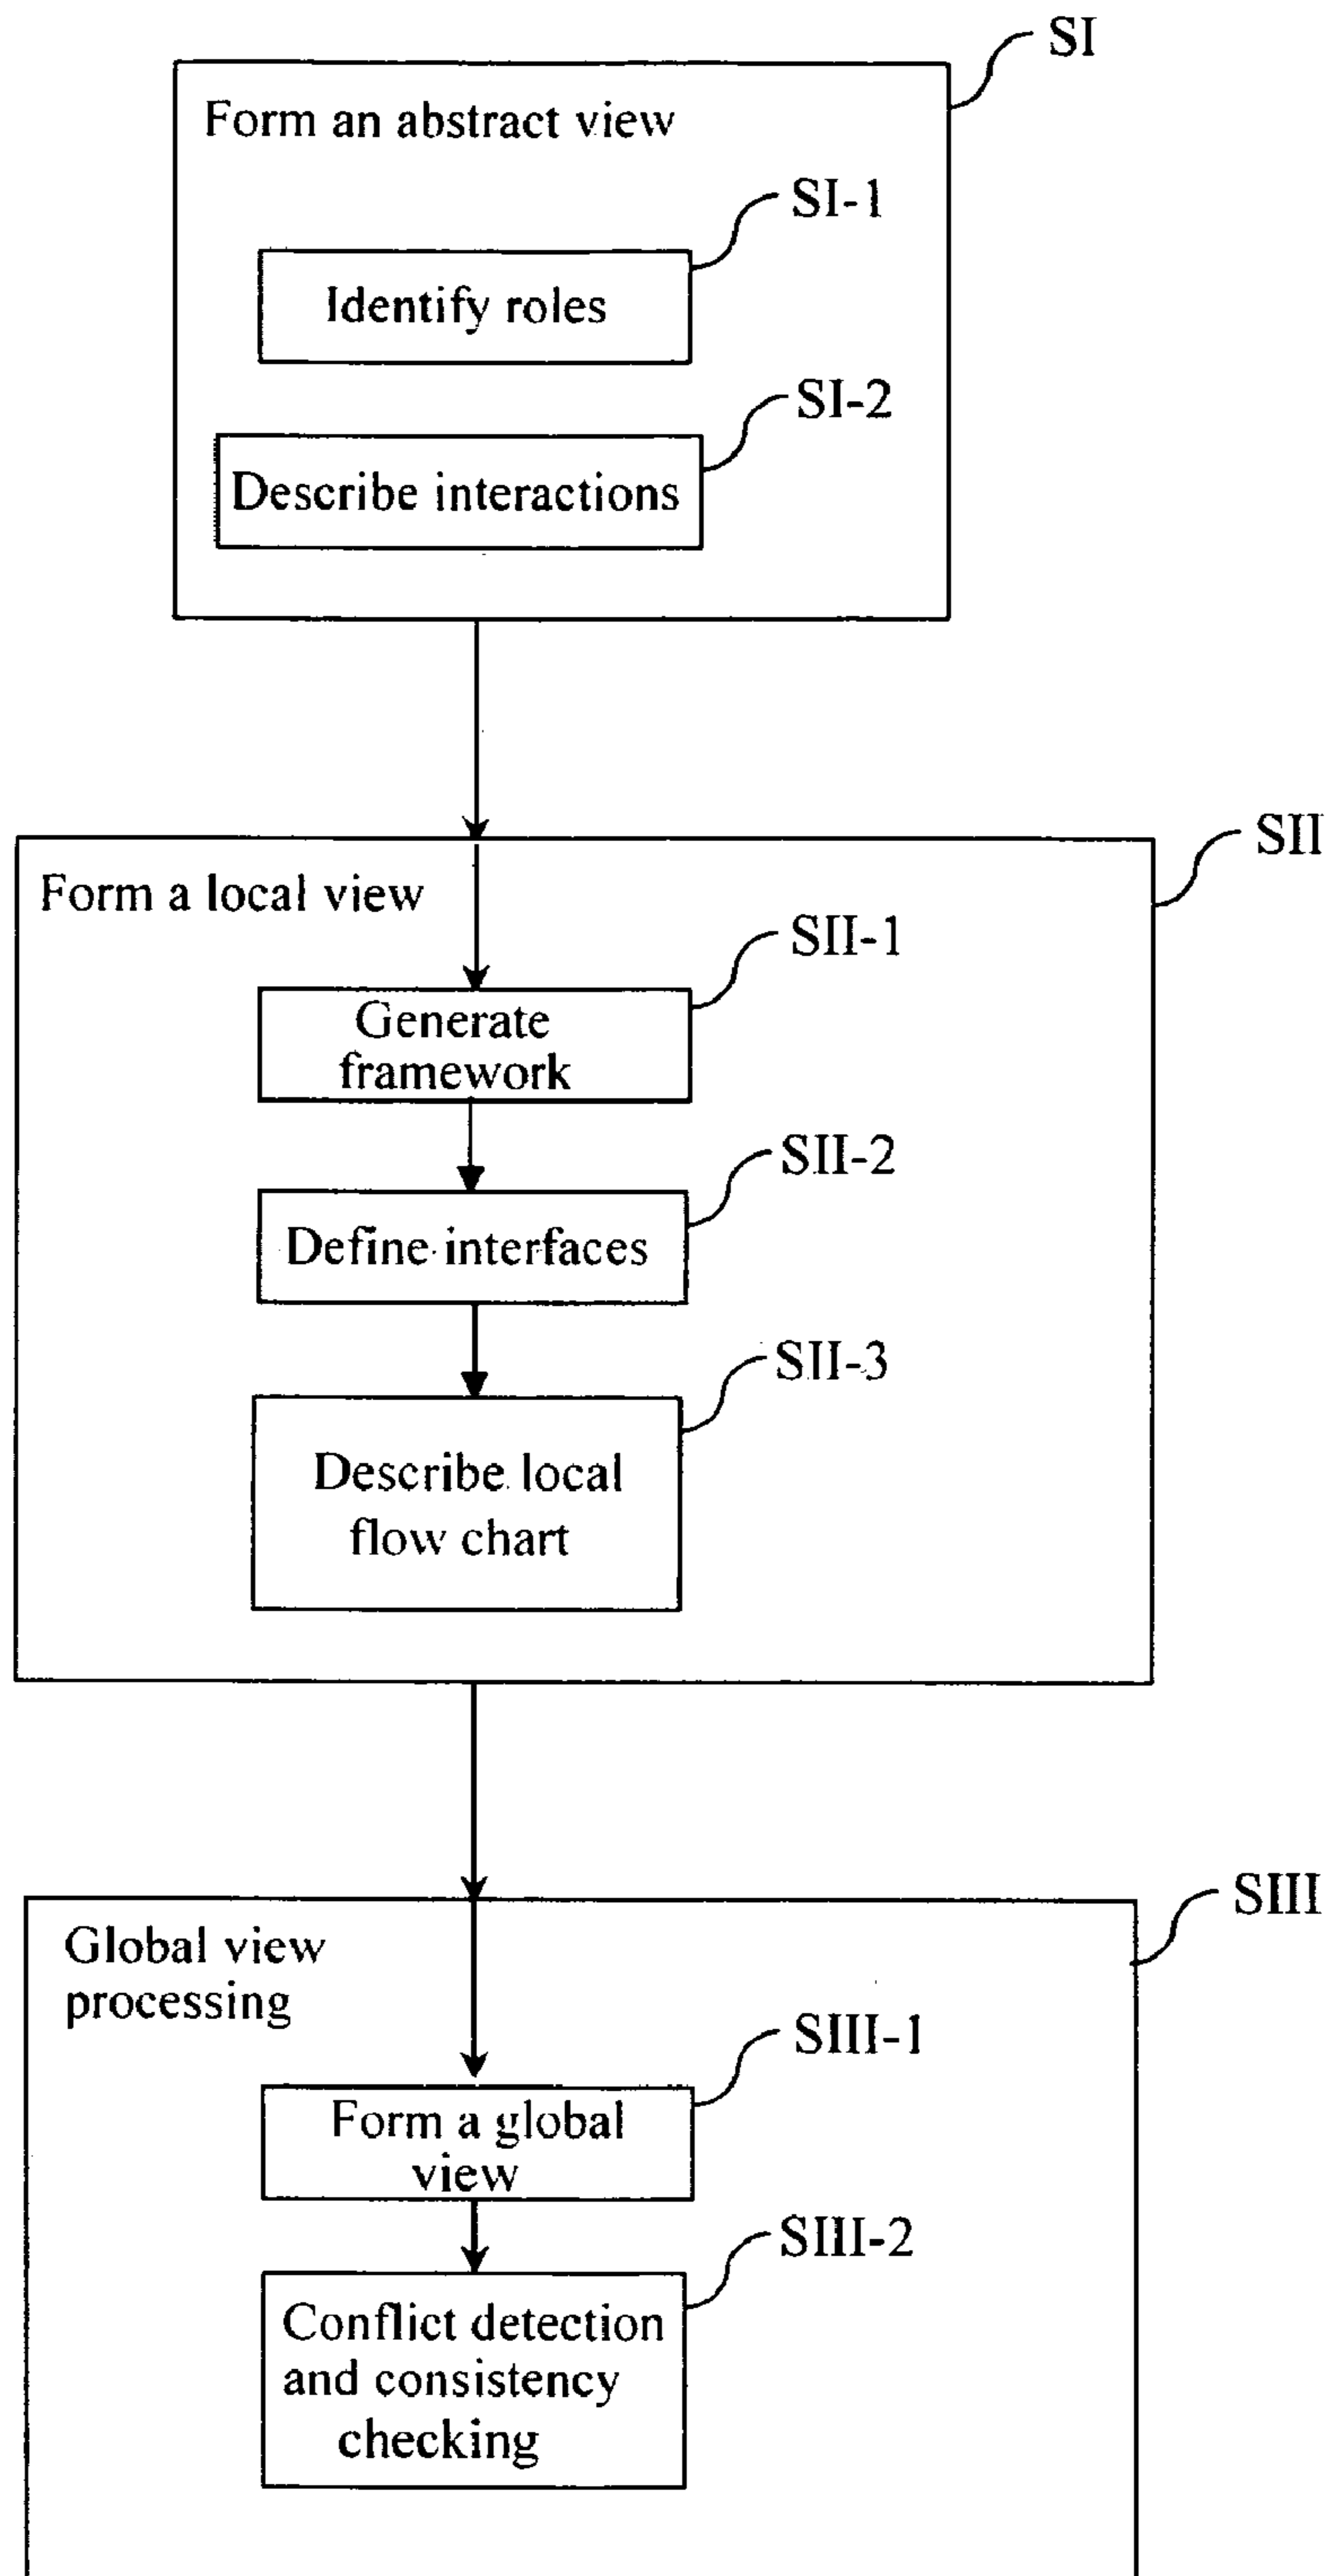 SI
Form an abstract view
SI-1
Identify roles
SI-2
Describe interactions
SII
Form a local view
SII-1
Generate
framework
SII-2
Define interfaces
SII-3
Describe local
flow chart
SIII
Global view
processing
SIII-1
Form a global
view
SIII-2
Conflict detection
and consistency
checking